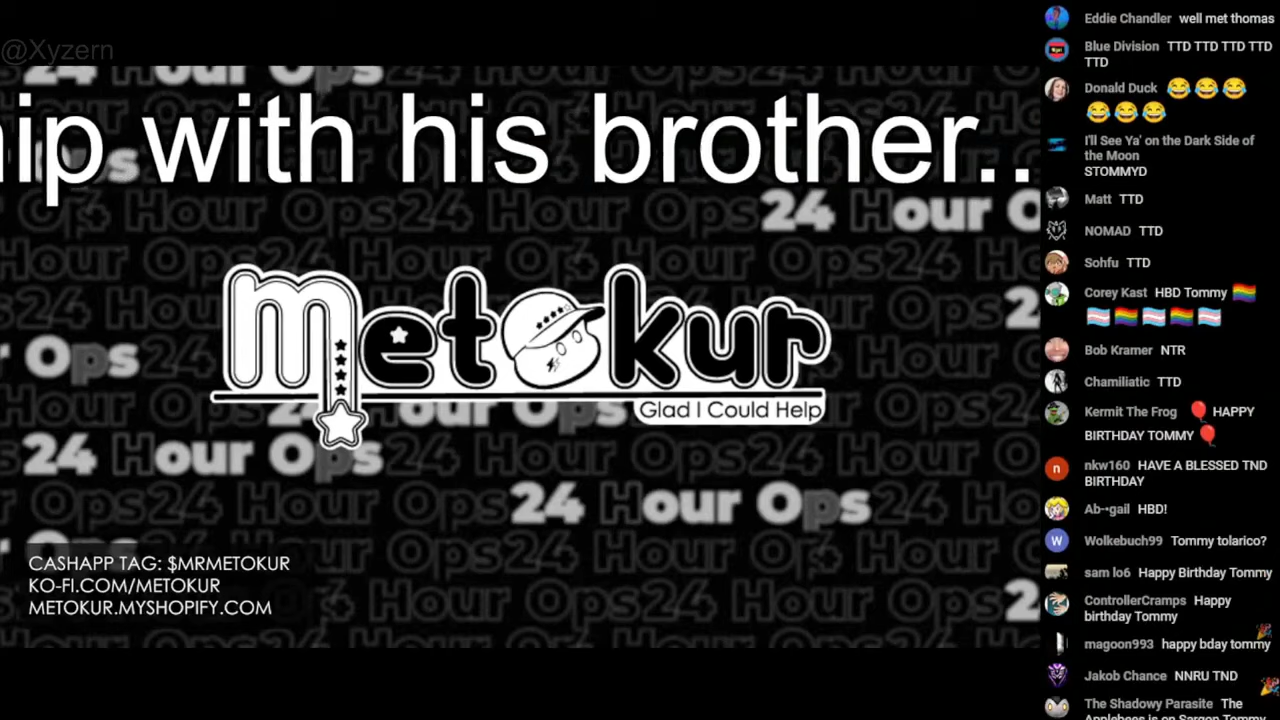 @Xyzern
ip with his brother..
metokur
Glad I Could Help
24 Hour Ops
CASHAPP TAG: $MRMETOKUR
KO-FI.COM/METOKUR
METOKUR.MYSHOPIFY.COM
Eddie Chandler well met thomas
Blue Division TTD TTD TTD TTD
TTD
Donald Duck 😂😂😂
😂😂😂
I'll See Ya' on the Dark Side of
the Moon
STOMMYD
Matt TTD
NOMAD TTD
Sohfu TTD
Corey Kast HBD Tommy 🏳️‍🌈
🏳️‍⚧️🏳️‍🌈🏳️‍⚧️🏳️‍🌈🏳️‍⚧️
Bob Kramer NTR
Chamiliatic TTD
Kermit The Frog 🎈 HAPPY
BIRTHDAY TOMMY 🎈
nkw160 HAVE A BLESSED TND
BIRTHDAY
Ab-•gail HBD!
Wolkebuch99 Tommy tolarico?
sam lo6 Happy Birthday Tommy
ControllerCramps Happy
birthday Tommy
magoon993 happy bday tommy
Jakob Chance NNRU TND
The Shadowy Parasite The
Applebees is on Sargon Tommy